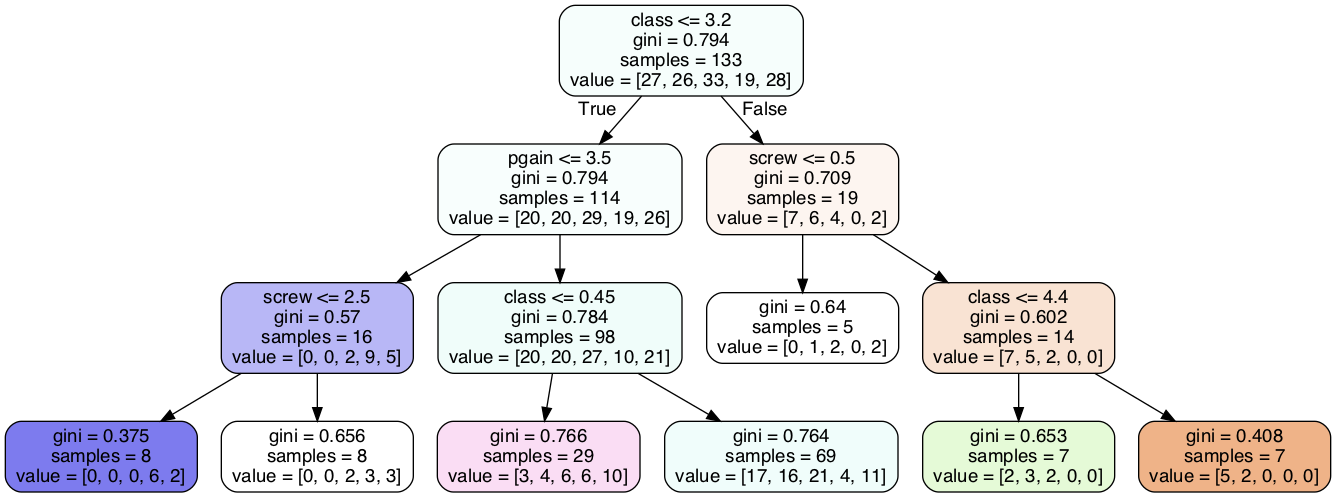 class <= 3.2
gini = 0.794
samples = 133
value = [27, 26, 33, 19, 28]
True
False
pgain <= 3.5
gini = 0.794
samples = 114
value = [20, 20, 29, 19, 26]
screw <= 0.5
gini = 0.709
samples = 19
value = [7, 6, 4, 0, 2]
screw <= 2.5
gini = 0.57
samples = 16
value = [0, 0, 2, 9, 5]
class <= 0.45
gini = 0.784
samples = 98
value = [20, 20, 27, 10, 21]
gini = 0.64
samples = 5
value = [0, 1, 2, 0, 2]
class <= 4.4
gini = 0.602
samples = 14
value = [7, 5, 2, 0, 0]
gini = 0.375
samples = 8
value = [0, 0, 0, 6, 2]
gini = 0.656
samples = 8
value = [0, 0, 2, 3, 3]
gini = 0.766
samples = 29
value = [3, 4, 6, 6, 10]
gini = 0.764
samples = 69
value = [17, 16, 21, 4, 11]
gini = 0.653
samples = 7
value = [2, 3, 2, 0, 0]
gini = 0.408
samples = 7
value = [5, 2, 0, 0, 0]